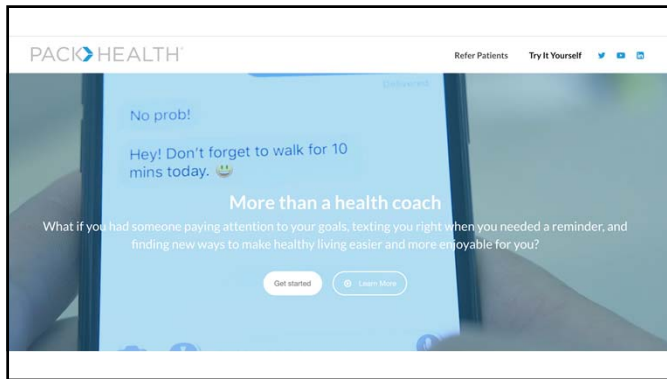 PACK HEALTH
Refer Patients Try It Yourself
Delivered
No prob!
Hey! Don't forget to walk for 10
mins today. 😃
More than a health coach
What if you had someone paying attention to your goals, texting you right when you needed a reminder, and
finding new ways to make healthy living easier and more enjoyable for you?
Get started Learn More